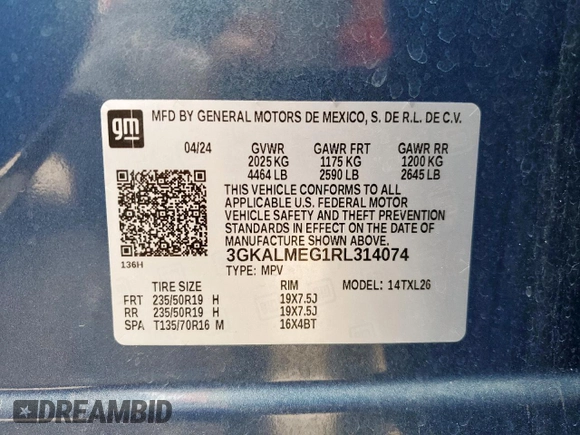 gm
MFD BY GENERAL MOTORS DE MEXICO, S. DE R.L. DE C.V.
04/24 GVWR GAWR FRT GAWR RR
2025 KG 1175 KG 1200 KG
4464 LB 2590 LB 2645 LB
THIS VEHICLE CONFORMS TO ALL
APPLICABLE U.S. FEDERAL MOTOR
VEHICLE SAFETY AND THEFT PREVENTION
STANDARDS IN EFFECT ON THE DATE OF
MANUFACTURE SHOWN ABOVE.
136H 3GKALMEG1RL314074
TYPE: MPV MODEL: 14TXL26
TIRE SIZE RIM
FRT 235/50R19 H 19X7.5J
RR 235/50R19 H 19X7.5J
SPA T135/70R16 M 16X4BT
DREAMBID